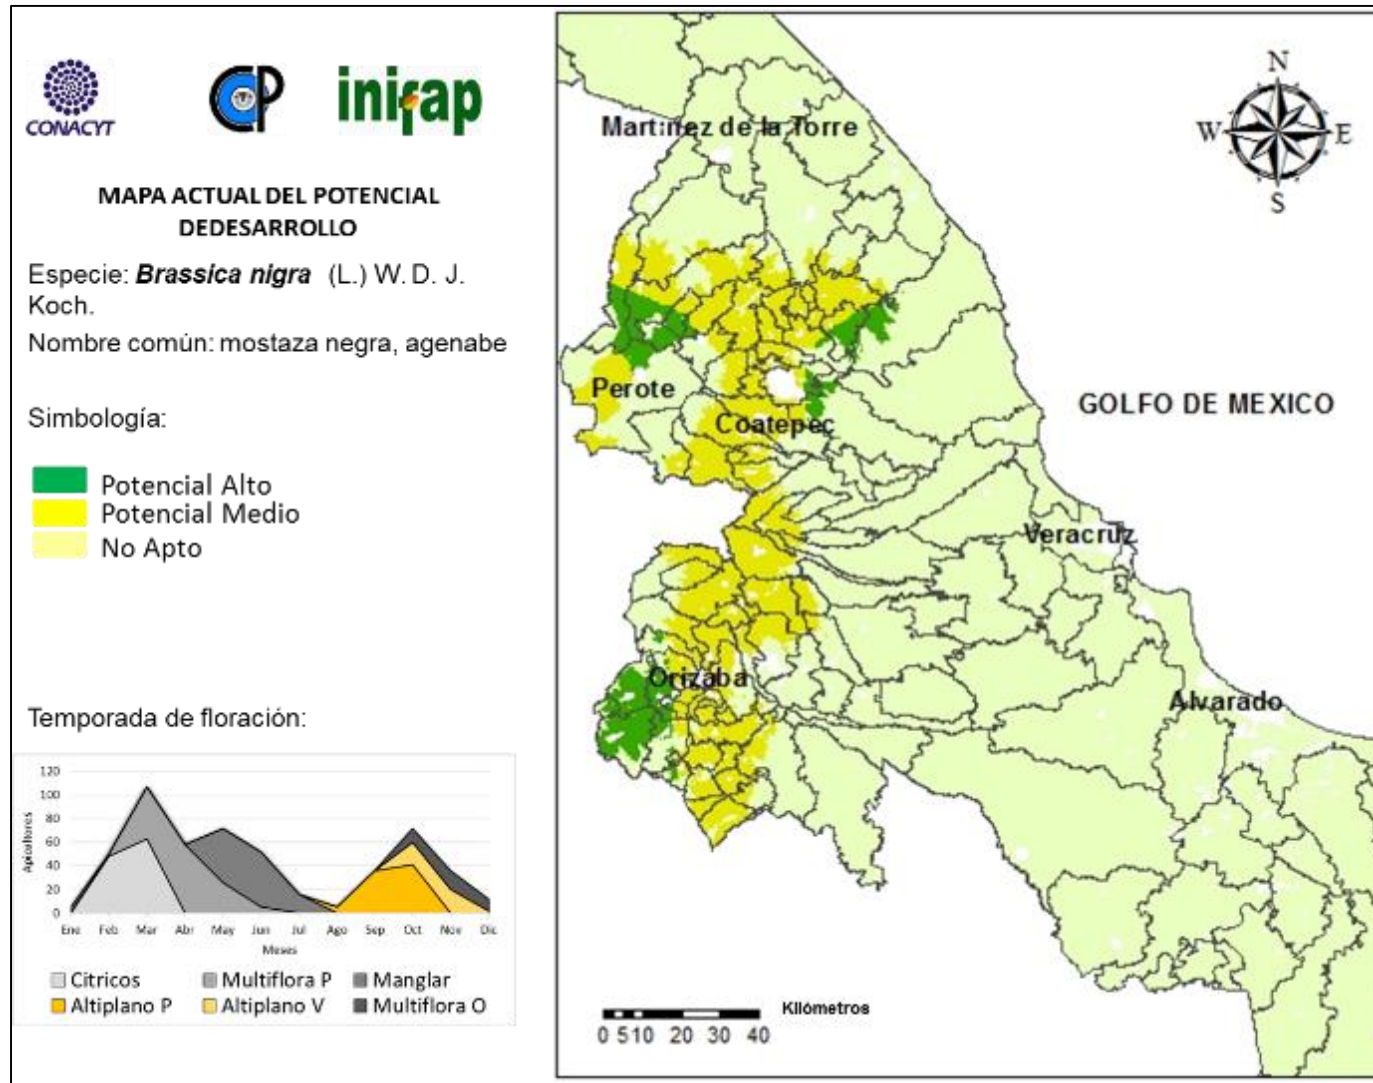 CONACYT
CP
inifap
MAPA ACTUAL DEL POTENCIAL
DEDESARROLLO
Especie: Brassica nigra (L.) W. D. J.
Koch.
Nombre común: mostaza negra, agenabe
Simbología:
Potencial Alto
Potencial Medio
No Apto
Temporada de floración:
120
100
80
60
40
20
0
Apicultores
Ene Feb Mar Abr May Jun Jul Ago Sep Oct Nov Dic
Meses
Citricos Multiflora P Manglar
Altiplano P Altiplano V Multiflora O
N
W E
S
Martínez de la Torre
Perote
Coatepec
GOLFO DE MEXICO
Veracruz
Orizaba
Alvarado
Kilómetros
0 5 10 20 30 40